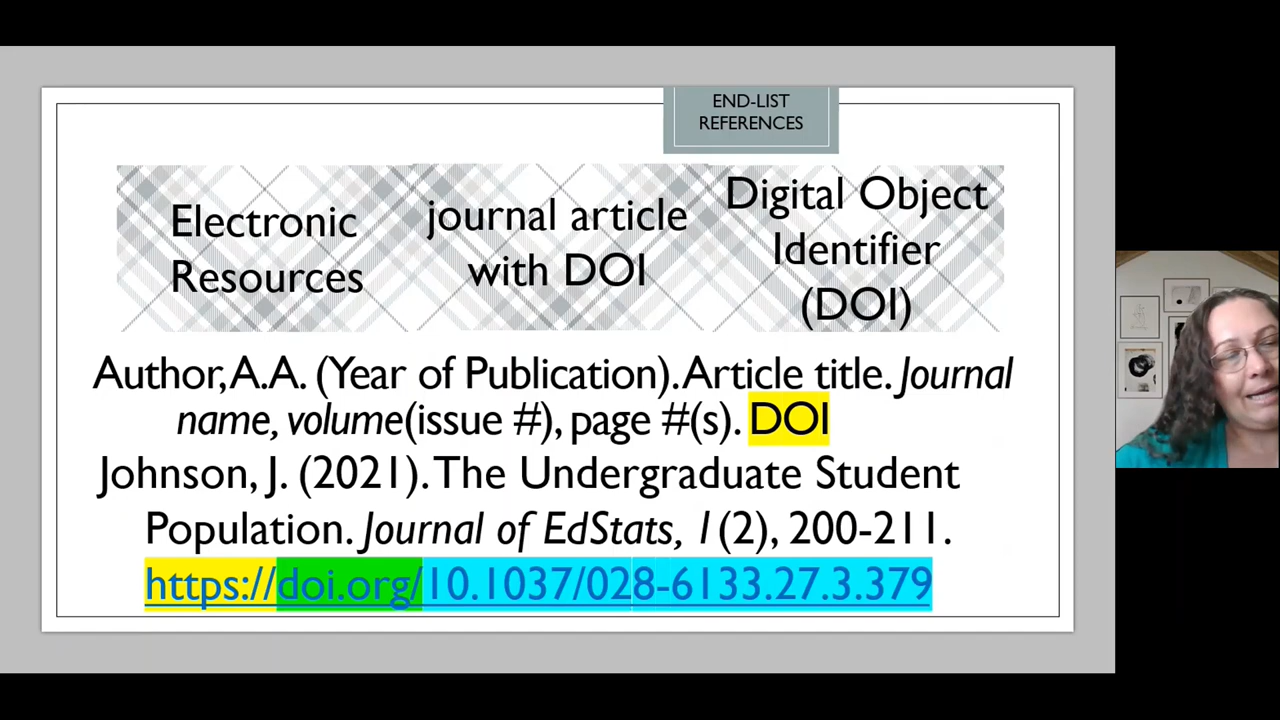 END-LIST
REFERENCES
Electronic
Resources
journal article
with DOI
Digital Object
Identifier
(DOI)
Author, A.A. (Year of Publication). Article title. Journal
name, volume(issue #), page #(s). DOI
Johnson, J. (2021). The Undergraduate Student
Population. Journal of EdStats, 1(2), 200-211.
https://doi.org/10.1037/028-6133.27.3.379